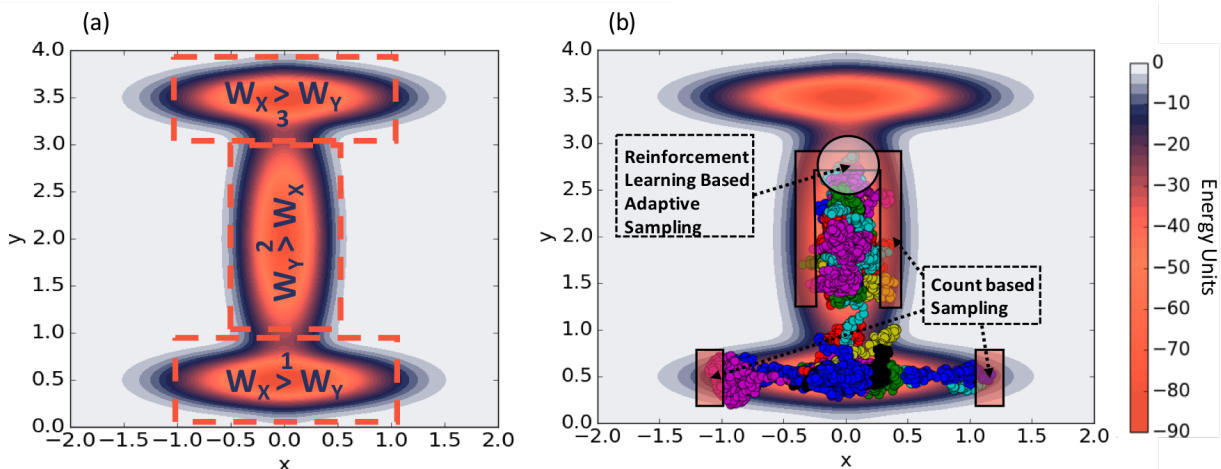 (a)
(b)
4.0
3.5
3.0
2.5
2.0
1.5
1.0
0.5
0.0
y
−2.0 −1.5 −1.0 −0.5 0.0 0.5 1.0 1.5 2.0
x
W_X > W_Y
3
W_Y > W_X
2
1
W_X > W_Y
4.0
3.5
3.0
2.5
2.0
1.5
1.0
0.5
0.0
y
−2.0 −1.5 −1.0 −0.5 0.0 0.5 1.0 1.5 2.0
x
Reinforcement
Learning Based
Adaptive
Sampling
Count based
Sampling
0
−10
−20
−30
−40
−50
−60
−70
−80
−90
Energy Units